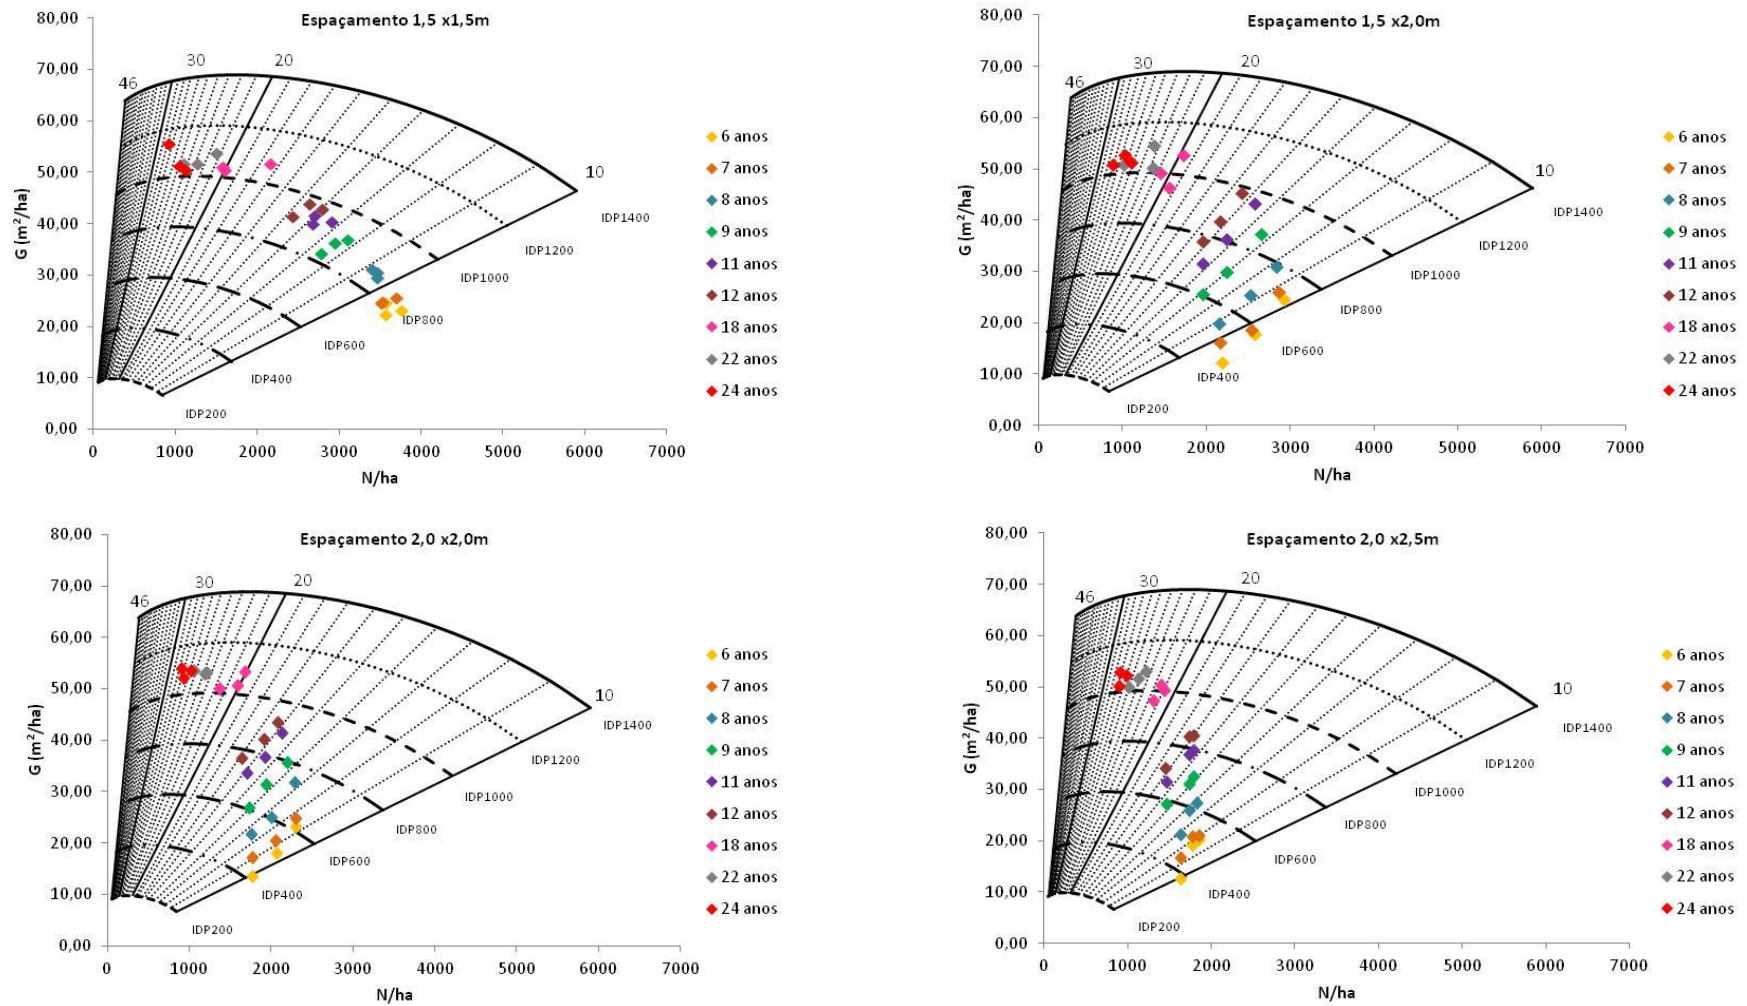 Espaçamento 1,5 x1,5m
80,00
70,00
60,00
50,00
40,00
30,00
20,00
10,00
0,00
G (m²/ha)
46
30
20
10
IDP1400
IDP1200
IDP1000
IDP800
IDP600
IDP400
IDP200
0 1000 2000 3000 4000 5000 6000 7000
N/ha
6 anos
7 anos
8 anos
9 anos
11 anos
12 anos
18 anos
22 anos
24 anos
Espaçamento 1,5 x2,0m
80,00
70,00
60,00
50,00
40,00
30,00
20,00
10,00
0,00
G (m²/ha)
46
30
20
10
IDP1400
IDP1200
IDP1000
IDP800
IDP600
IDP400
IDP200
0 1000 2000 3000 4000 5000 6000 7000
N/ha
6 anos
7 anos
8 anos
9 anos
11 anos
12 anos
18 anos
22 anos
24 anos
Espaçamento 2,0 x2,0m
80,00
70,00
60,00
50,00
40,00
30,00
20,00
10,00
0,00
G (m²/ha)
46
30
20
10
IDP1400
IDP1200
IDP1000
IDP800
IDP600
IDP400
IDP200
0 1000 2000 3000 4000 5000 6000 7000
N/ha
6 anos
7 anos
8 anos
9 anos
11 anos
12 anos
18 anos
22 anos
24 anos
Espaçamento 2,0 x2,5m
80,00
70,00
60,00
50,00
40,00
30,00
20,00
10,00
0,00
G (m²/ha)
46
30
20
10
IDP1400
IDP1200
IDP1000
IDP800
IDP600
IDP400
IDP200
0 1000 2000 3000 4000 5000 6000 7000
N/ha
6 anos
7 anos
8 anos
9 anos
11 anos
12 anos
18 anos
22 anos
24 anos